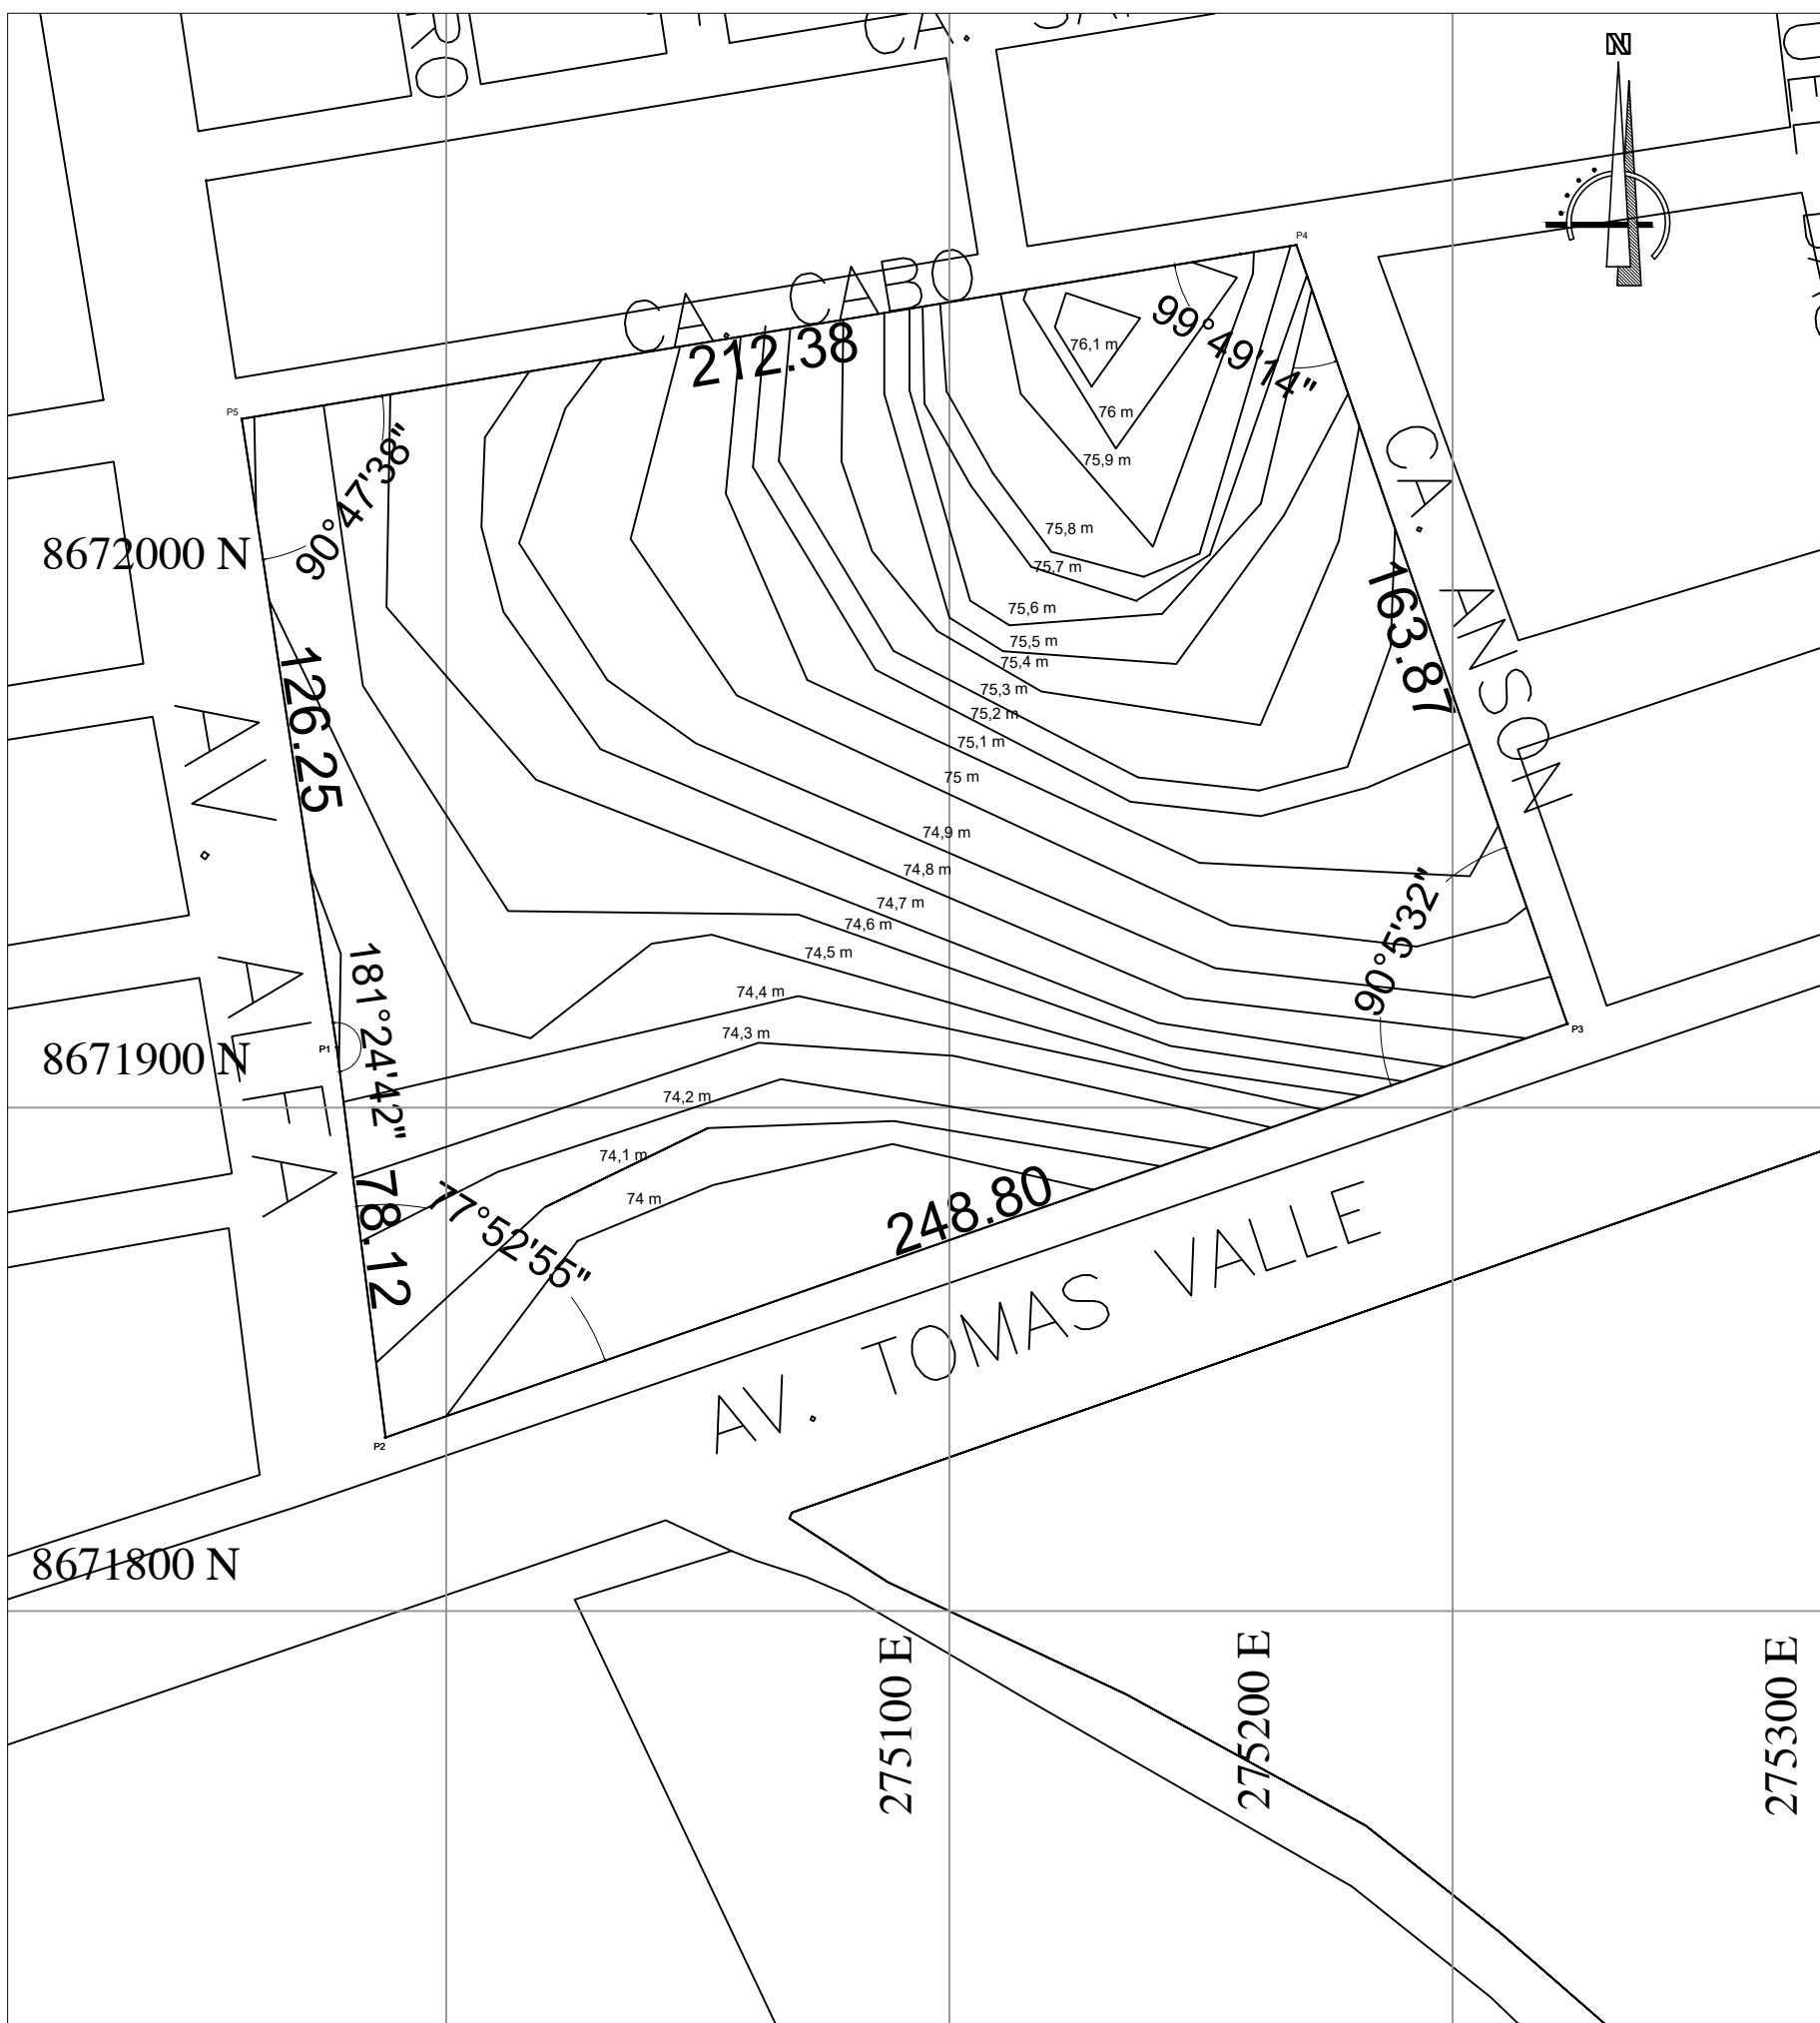 N
CA.
P4
CA. CABO
212.38
99°49'14"
76,1 m
76 m
75,9 m
P5
90°47'38"
8672000 N
75,8 m
75,7 m
75,6 m
75,5 m
75,4 m
75,3 m
75,2 m
75,1 m
75 m
74,9 m
74,8 m
74,7 m
74,6 m
74,5 m
74,4 m
74,3 m
74,2 m
74,1 m
74 m
CA. ANSON
163.87
126.25
90°5'32"
P3
181°24'42"
8671900 N
P1
78.12
77°52'55"
248.80
P2
AV. TOMAS VALLE
8671800 N
275100 E
275200 E
275300 E